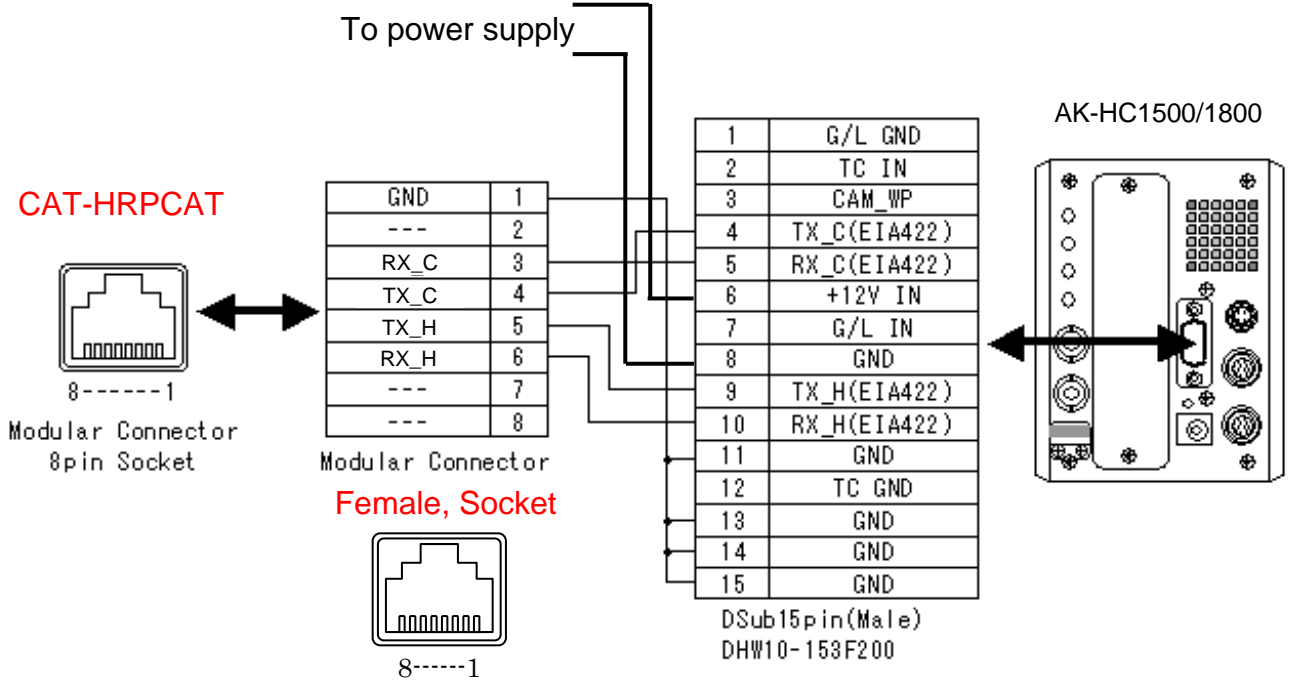 To power supply
AK-HC1500/1800
CAT-HRPCAT
8------1
Modular Connector
8pin Socket
GND 1
--- 2
RX_C 3
TX_C 4
TX_H 5
RX_H 6
--- 7
--- 8
Modular Connector
Female, Socket
8------1
1 G/L GND
2 TC IN
3 CAM_WP
4 TX_C(EIA422)
5 RX_C(EIA422)
6 +12V IN
7 G/L IN
8 GND
9 TX_H(EIA422)
10 RX_H(EIA422)
11 GND
12 TC GND
13 GND
14 GND
15 GND
DSub15pin(Male)
DHW10-153F200